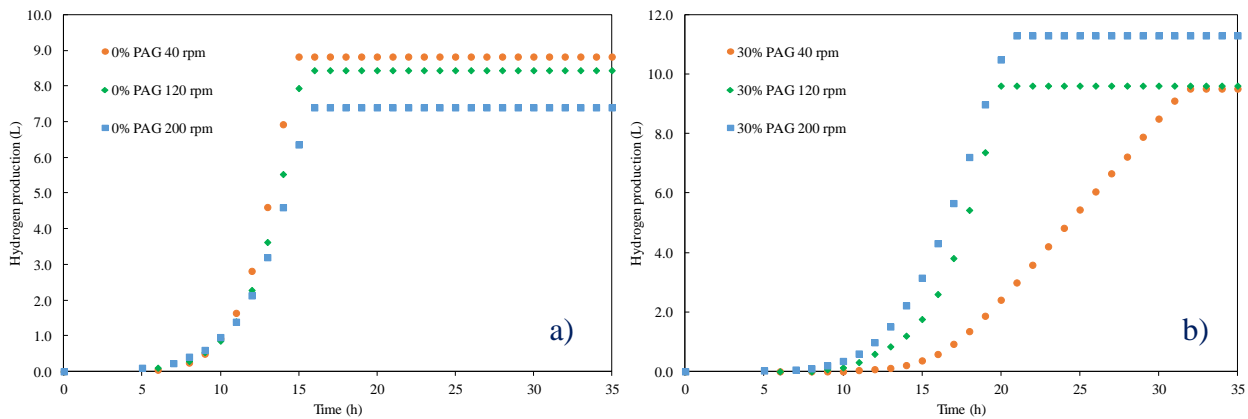 10.0
9.0
8.0
7.0
6.0
5.0
4.0
3.0
2.0
1.0
0.0
Hydrogen production (L)
0% PAG 40 rpm
0% PAG 120 rpm
0% PAG 200 rpm
a)
0 5 10 15 20 25 30 35
Time (h)
12.0
10.0
8.0
6.0
4.0
2.0
0.0
Hydrogen production (L)
30% PAG 40 rpm
30% PAG 120 rpm
30% PAG 200 rpm
b)
0 5 10 15 20 25 30 35
Time (h)